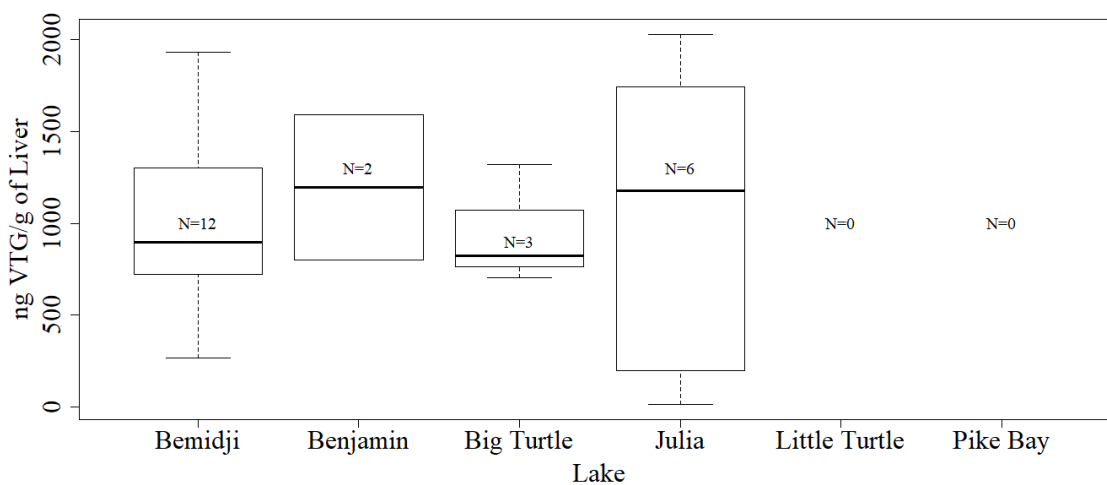 ng VTG/g of Liver
2000
1500
1000
500
0
N=12
N=2
N=3
N=6
N=0
N=0
Bemidji
Benjamin
Big Turtle
Julia
Little Turtle
Pike Bay
Lake